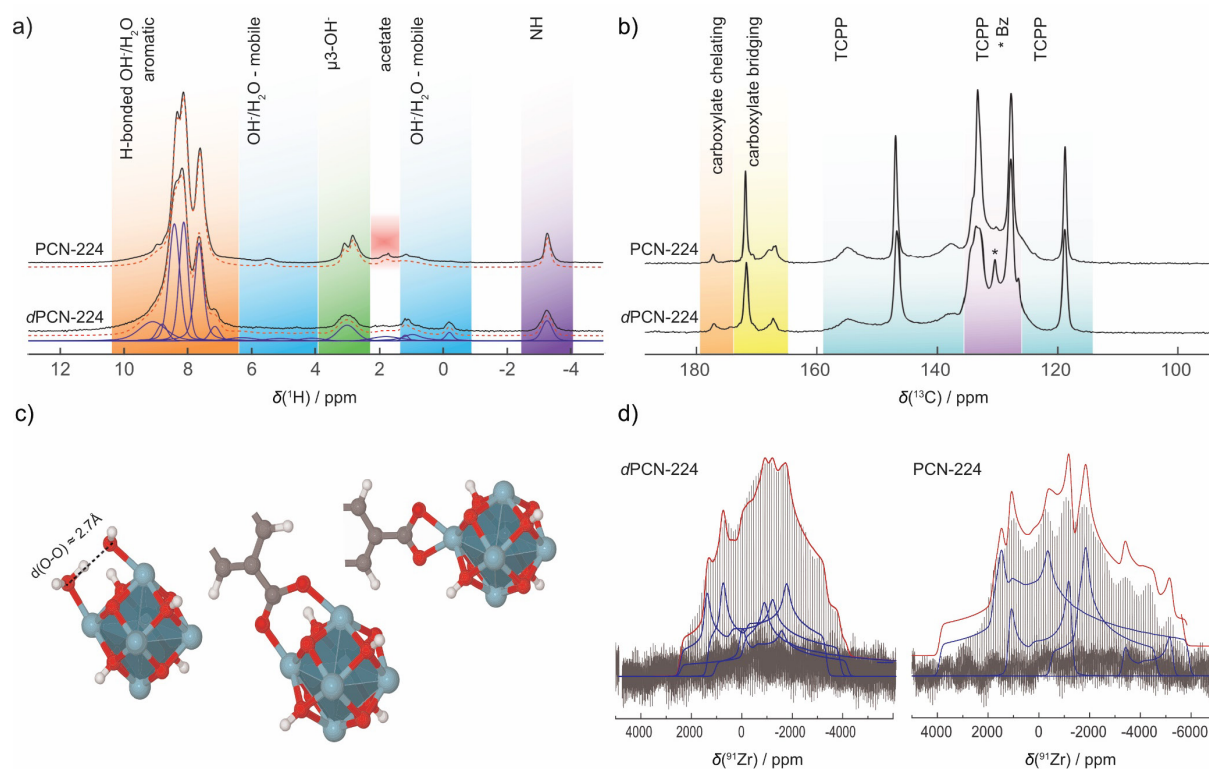 a)
H-bonded OH⁻/H₂O
aromatic
OH⁻/H₂O - mobile
μ3-OH⁻
acetate
OH⁻/H₂O - mobile
NH
PCN-224
dPCN-224
12 10 8 6 4 2 0 -2 -4
δ(¹H) / ppm
b)
carboxylate chelating
carboxylate bridging
TCPP
TCPP
* Bz
TCPP
PCN-224
*
dPCN-224
180 160 140 120 100
δ(¹³C) / ppm
c)
d(O-O) ≈ 2.7Å
d)
dPCN-224
4000 2000 0 -2000 -4000
δ(⁹¹Zr) / ppm
PCN-224
4000 2000 0 -2000 -4000 -6000
δ(⁹¹Zr) / ppm